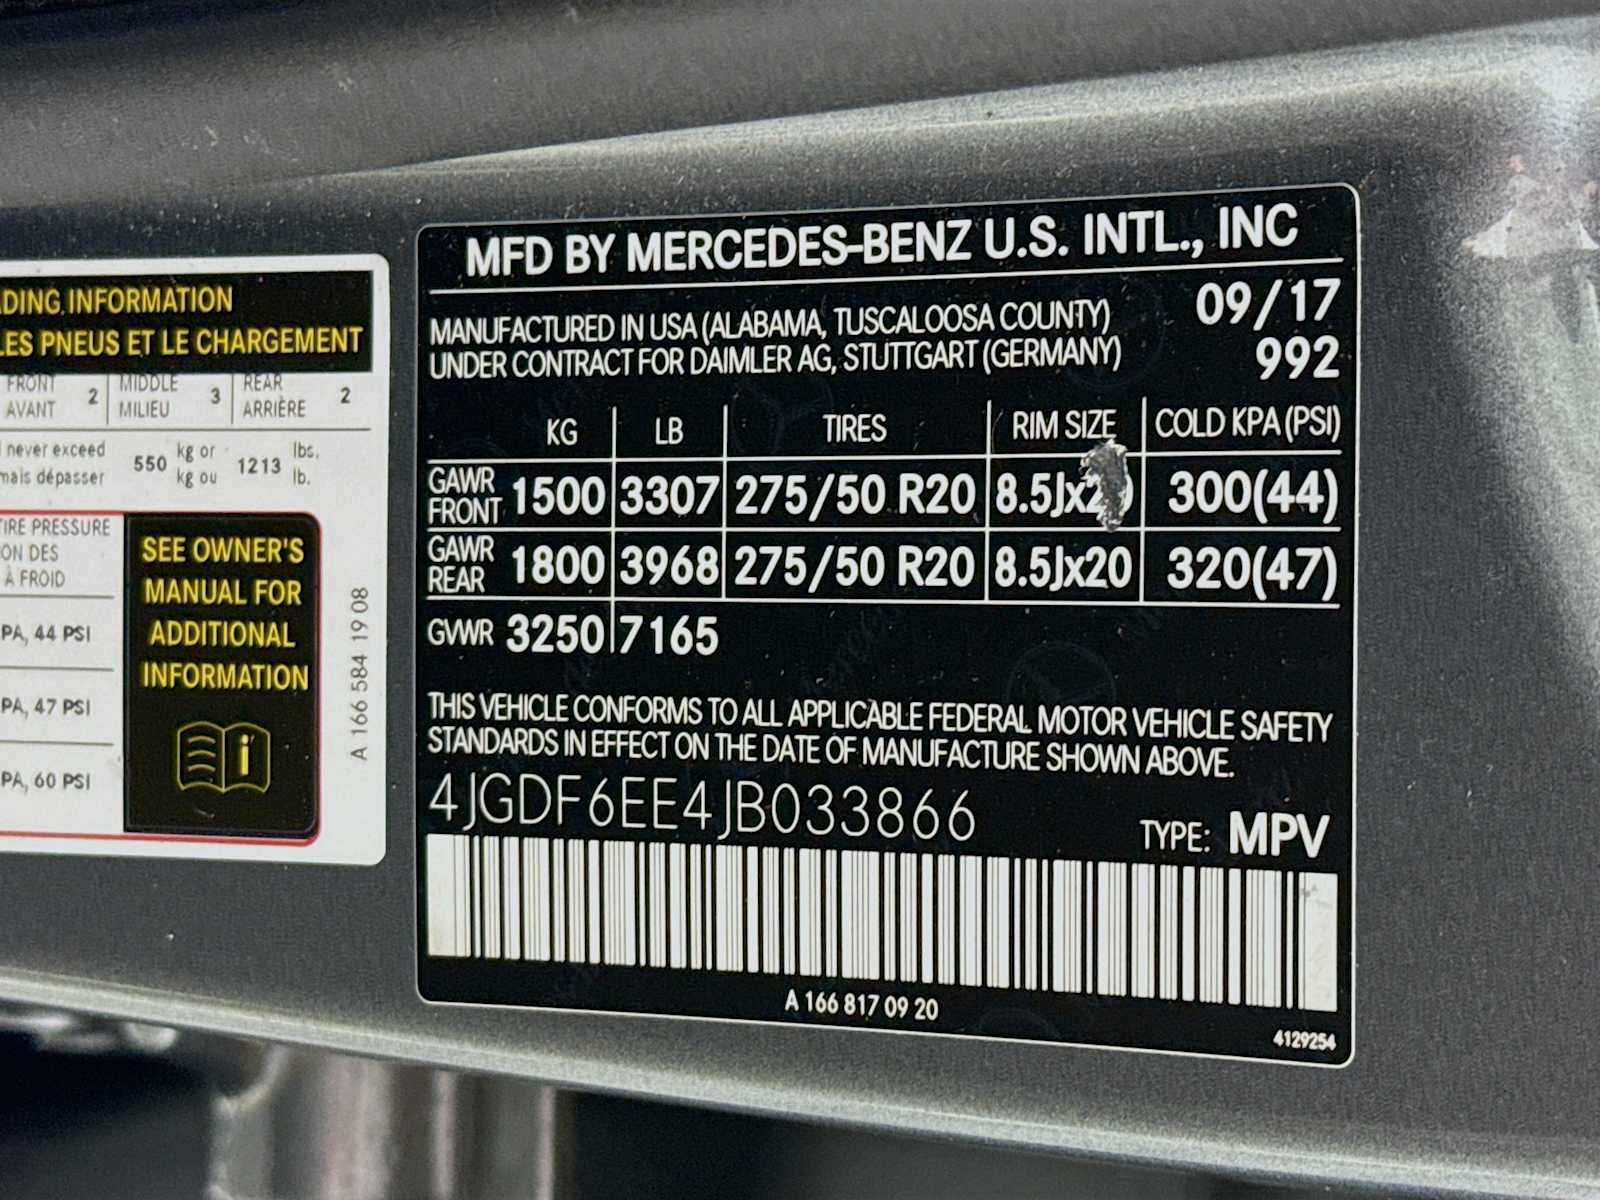 ADING INFORMATION
LES PNEUS ET LE CHARGEMENT
FRONT
AVANT 2
MIDDLE
MILIEU 3
REAR
ARRIÈRE 2
never exceed
mais dépasser
550 kg or
kg ou
1213 lbs.
lb.
TIRE PRESSURE
ON DES
À FROID
PA, 44 PSI
PA, 47 PSI
PA, 60 PSI
SEE OWNER'S
MANUAL FOR
ADDITIONAL
INFORMATION
A 166 584 19 08
MFD BY MERCEDES-BENZ U.S. INTL., INC
MANUFACTURED IN USA (ALABAMA, TUSCALOOSA COUNTY) 09/17
UNDER CONTRACT FOR DAIMLER AG, STUTTGART (GERMANY) 992
KG LB TIRES RIM SIZE COLD KPA (PSI)
GAWR FRONT 1500 3307 275/50 R20 8.5Jx2 300(44)
GAWR REAR 1800 3968 275/50 R20 8.5Jx20 320(47)
GVWR 3250 7165
THIS VEHICLE CONFORMS TO ALL APPLICABLE FEDERAL MOTOR VEHICLE SAFETY
STANDARDS IN EFFECT ON THE DATE OF MANUFACTURE SHOWN ABOVE.
4JGDF6EE4JB033866
TYPE: MPV
A 166 817 09 20
4129254